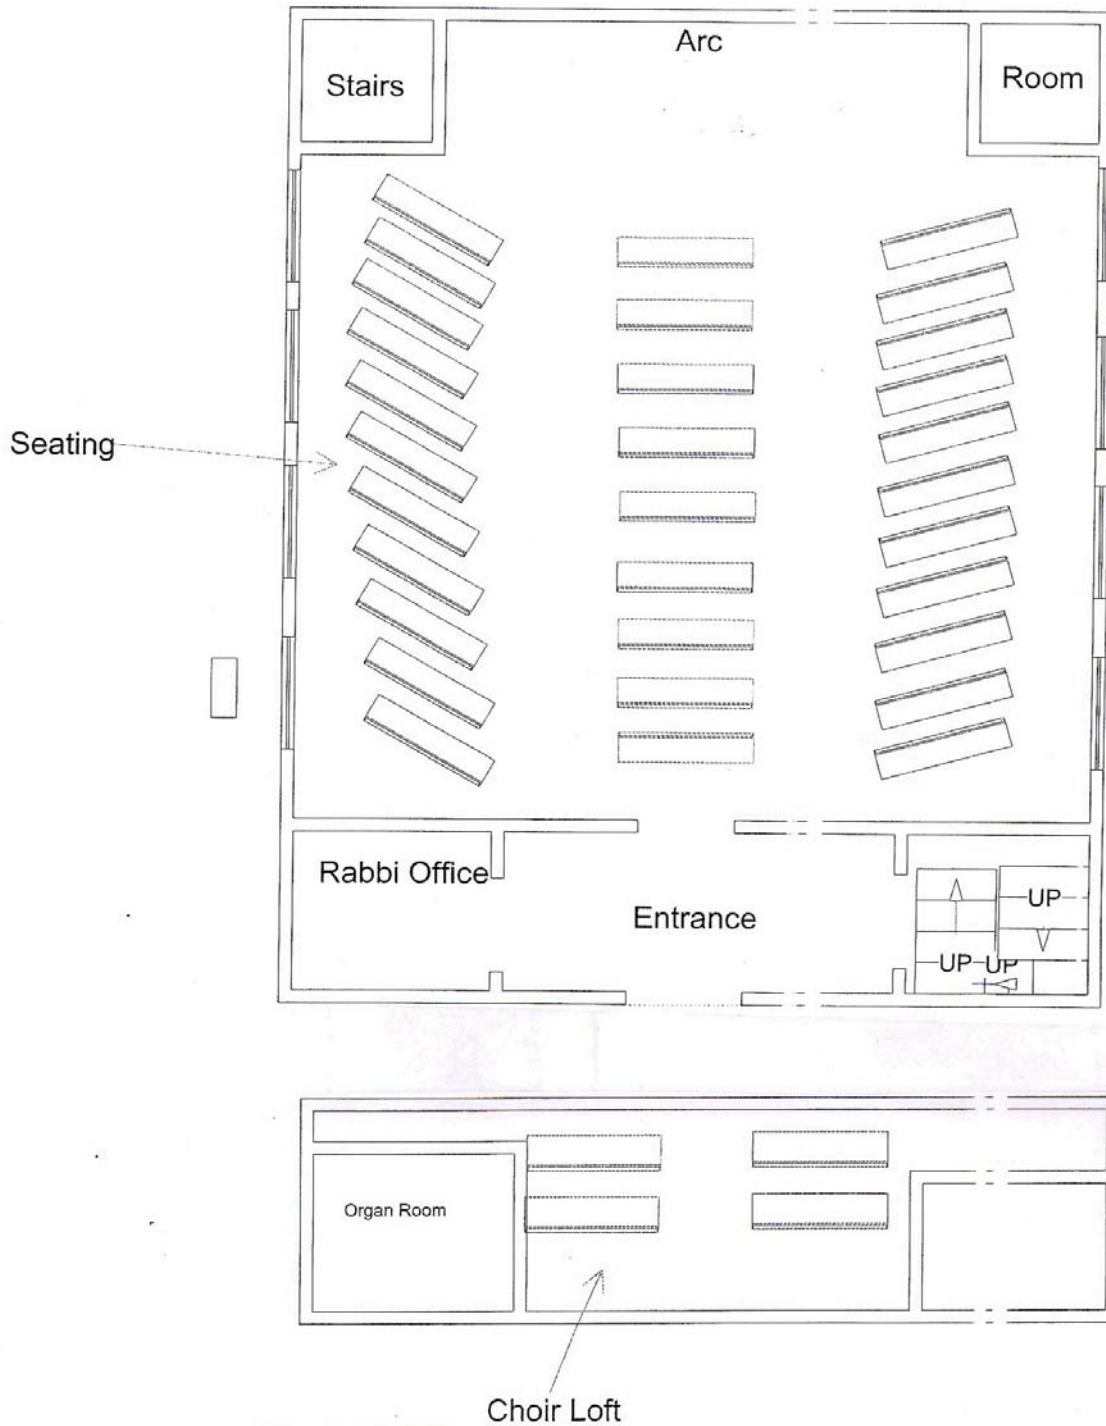 Arc
Stairs
Room
Seating
Rabbi Office
Entrance
UP
UP
UP
Organ Room
Choir Loft